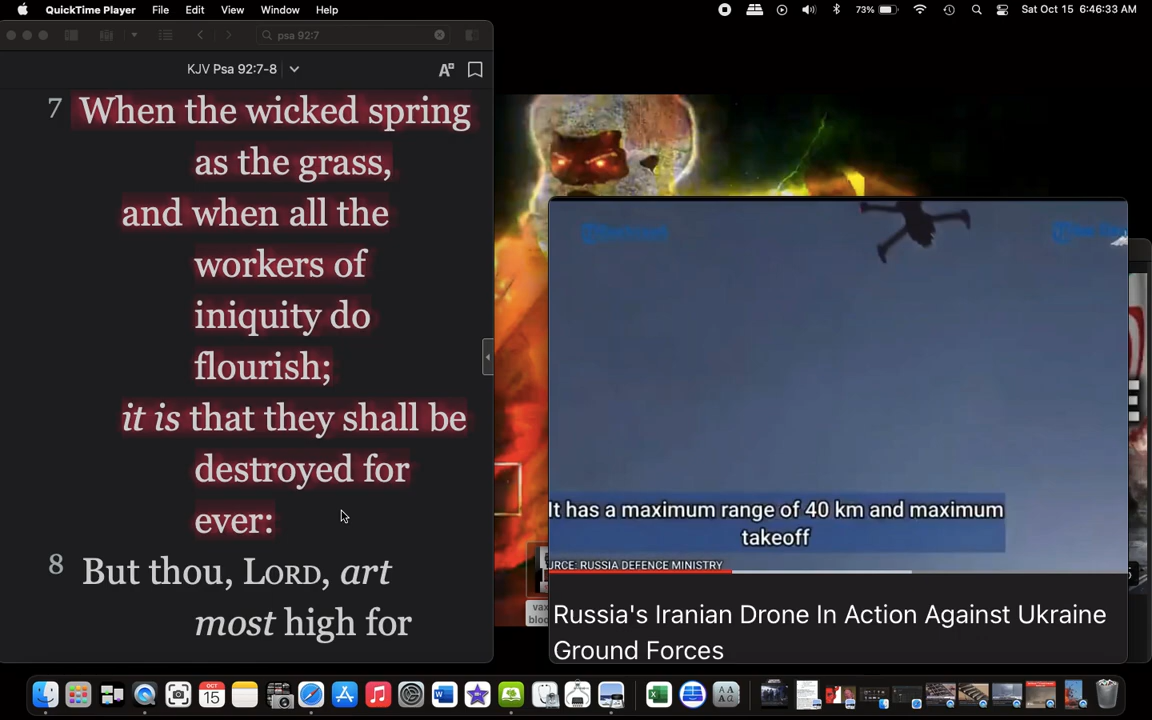 QuickTime Player File Edit View Window Help
73%
Sat Oct 15 6:46:33 AM
psa 92:7
KJV Psa 92:7-8
7 When the wicked spring
as the grass,
and when all the
workers of
iniquity do
flourish;
it is that they shall be
destroyed for
ever:
8 But thou, LORD, art
most high for
It has a maximum range of 40 km and maximum
takeoff
URCE: RUSSIA DEFENCE MINISTRY
Russia's Iranian Drone In Action Against Ukraine
Ground Forces
OCT
15